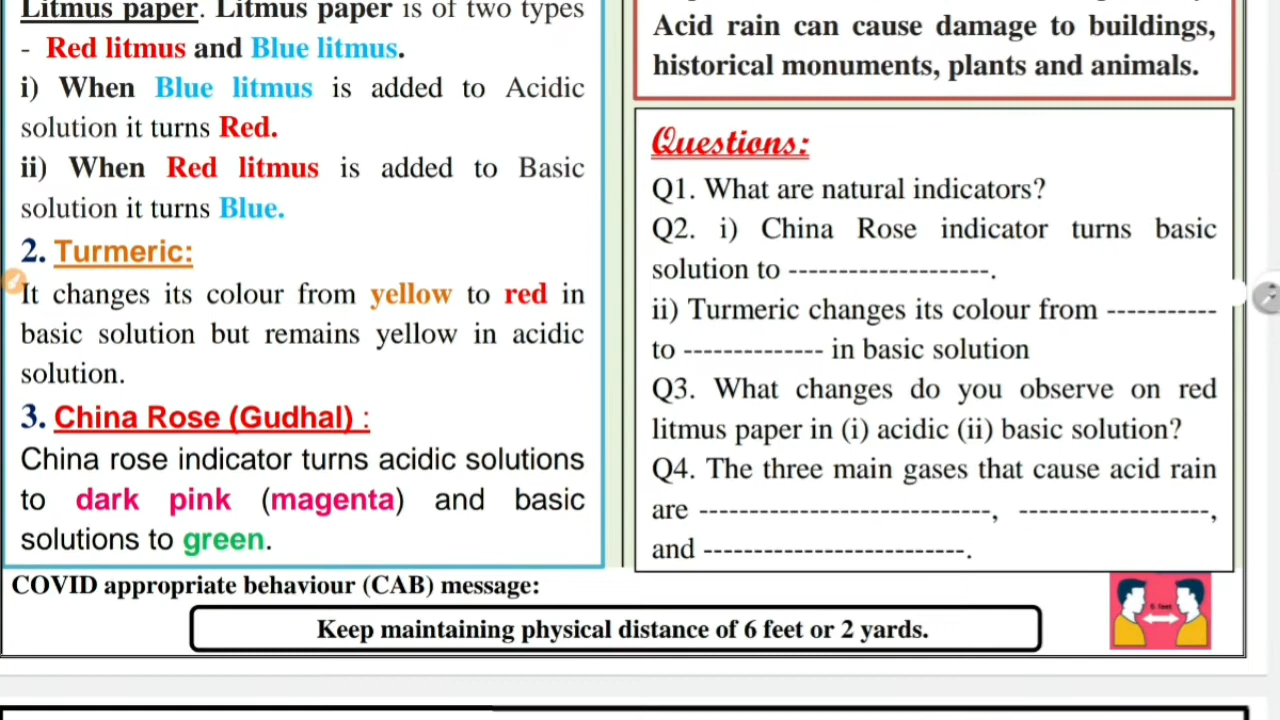 Litmus paper. Litmus paper is of two types
- Red litmus and Blue litmus.
i) When Blue litmus is added to Acidic
solution it turns Red.
ii) When Red litmus is added to Basic
solution it turns Blue.
2. Turmeric:
It changes its colour from yellow to red in
basic solution but remains yellow in acidic
solution.
3. China Rose (Gudhal) :
China rose indicator turns acidic solutions
to dark pink (magenta) and basic
solutions to green.
Acid rain can cause damage to buildings,
historical monuments, plants and animals.
Questions:
Q1. What are natural indicators?
Q2. i) China Rose indicator turns basic
solution to --------------------.
ii) Turmeric changes its colour from -----------
to -------------- in basic solution
Q3. What changes do you observe on red
litmus paper in (i) acidic (ii) basic solution?
Q4. The three main gases that cause acid rain
are -----------------------------, -------------------,
and --------------------------.
COVID appropriate behaviour (CAB) message:
Keep maintaining physical distance of 6 feet or 2 yards.
6 feet